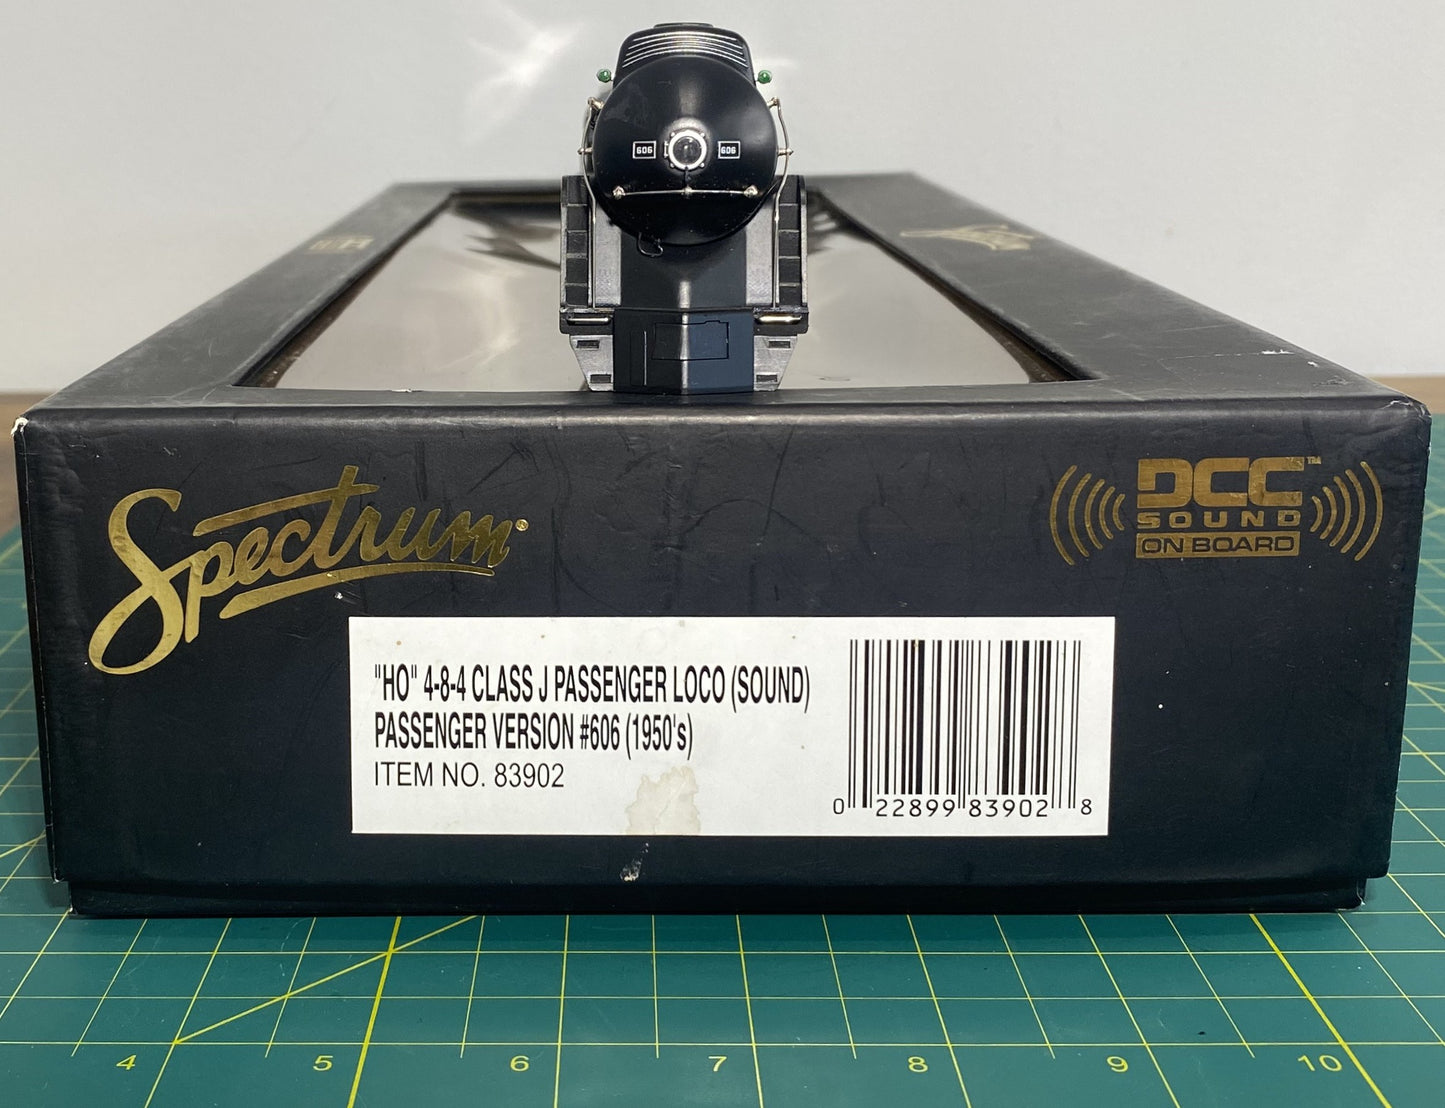 606 606
Spectrum
DCC™
SOUND
ON BOARD
"HO" 4-8-4 CLASS J PASSENGER LOCO (SOUND)
PASSENGER VERSION #606 (1950's)
ITEM NO. 83902
0 22899 83902 8
4 5 6 7 8 9 10